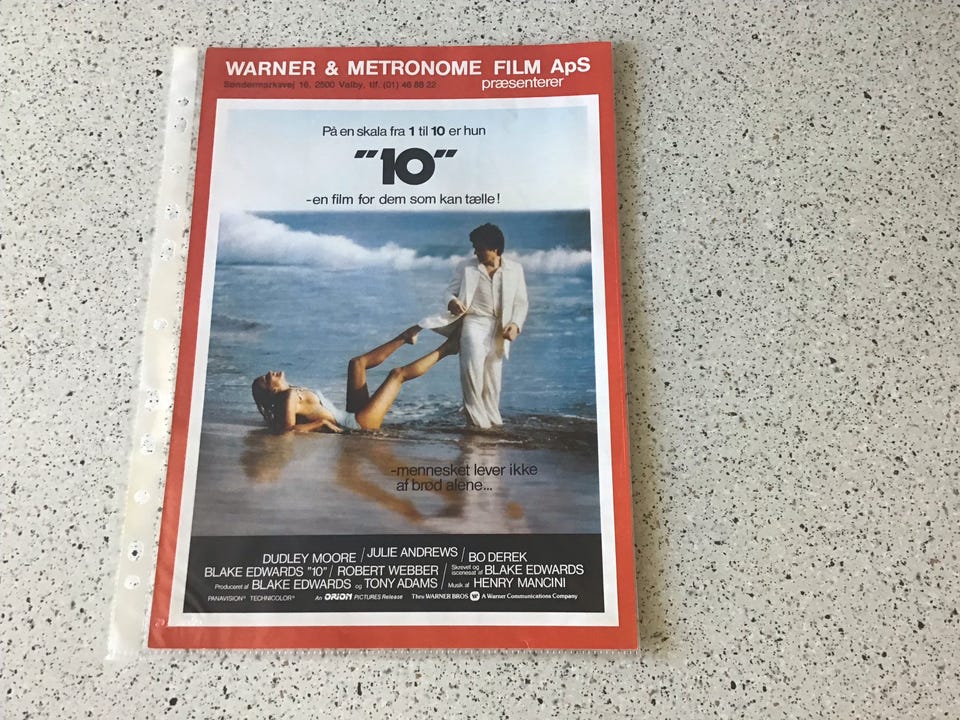 WARNER & METRONOME FILM ApS
Søndermarksvej 16, 2500 Valby, tlf. (01) 46 88 22
præsenterer
På en skala fra 1 til 10 er hun
"10"
-en film for dem som kan tælle!
-mennesket lever ikke
af brød alene...
DUDLEY MOORE / JULIE ANDREWS / BO DEREK
BLAKE EDWARDS "10" / ROBERT WEBBER / Skrevet og iscenesat af BLAKE EDWARDS
Produceret af BLAKE EDWARDS og TONY ADAMS / Musik af HENRY MANCINI
PANAVISION® TECHNICOLOR® An ORION PICTURES Release Thru WARNER BROS A Warner Communications Company